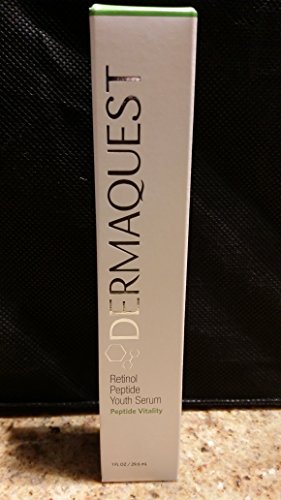 DERMAQUEST
Retinol
Peptide
Youth Serum
Peptide Vitality
1 FL OZ / 29.6 mL